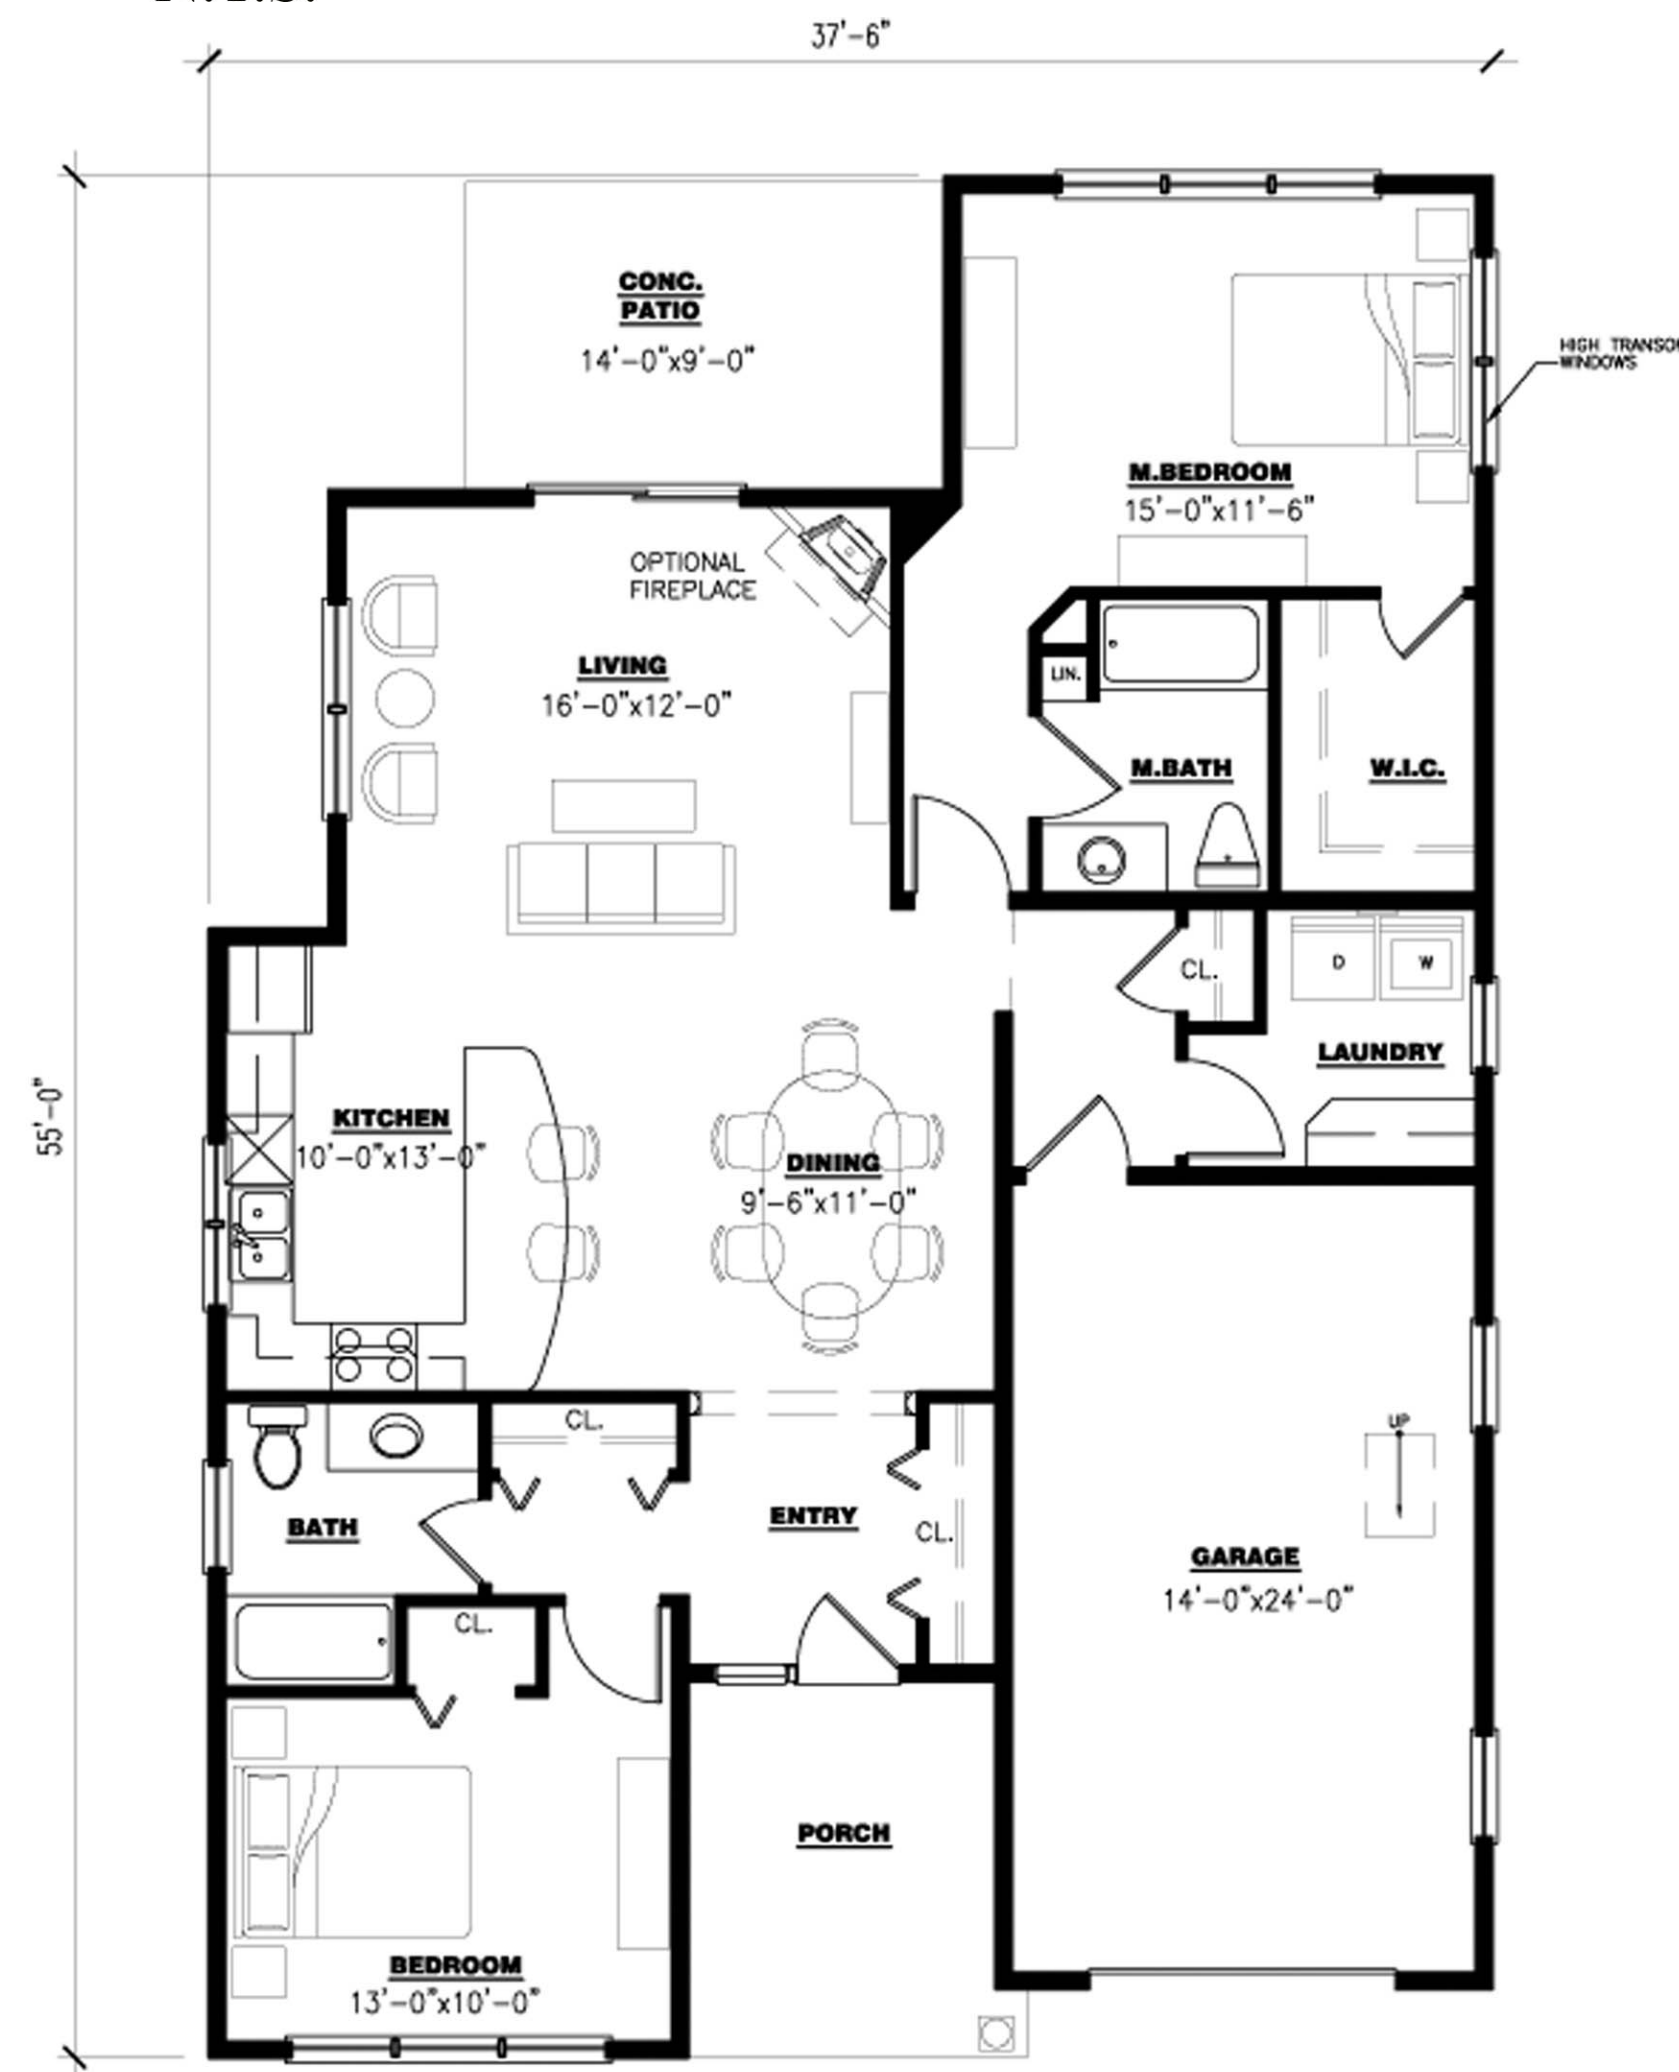 37'-6"
CONC.
PATIO
14'-0"x9'-0"
HIGH
WINDOWS
M.BEDROOM
15'-0"x11'-6"
OPTIONAL
FIREPLACE
LIVING
16'-0"x12'-0"
LIN.
M.BATH
W.I.C.
CL.
D
W
LAUNDRY
55'-0"
KITCHEN
10'-0"x13'-0"
DINING
9'-6"x11'-0"
CL.
UP
BATH
ENTRY
CL.
GARAGE
14'-0"x24'-0"
CL.
PORCH
BEDROOM
13'-0"x10'-0"